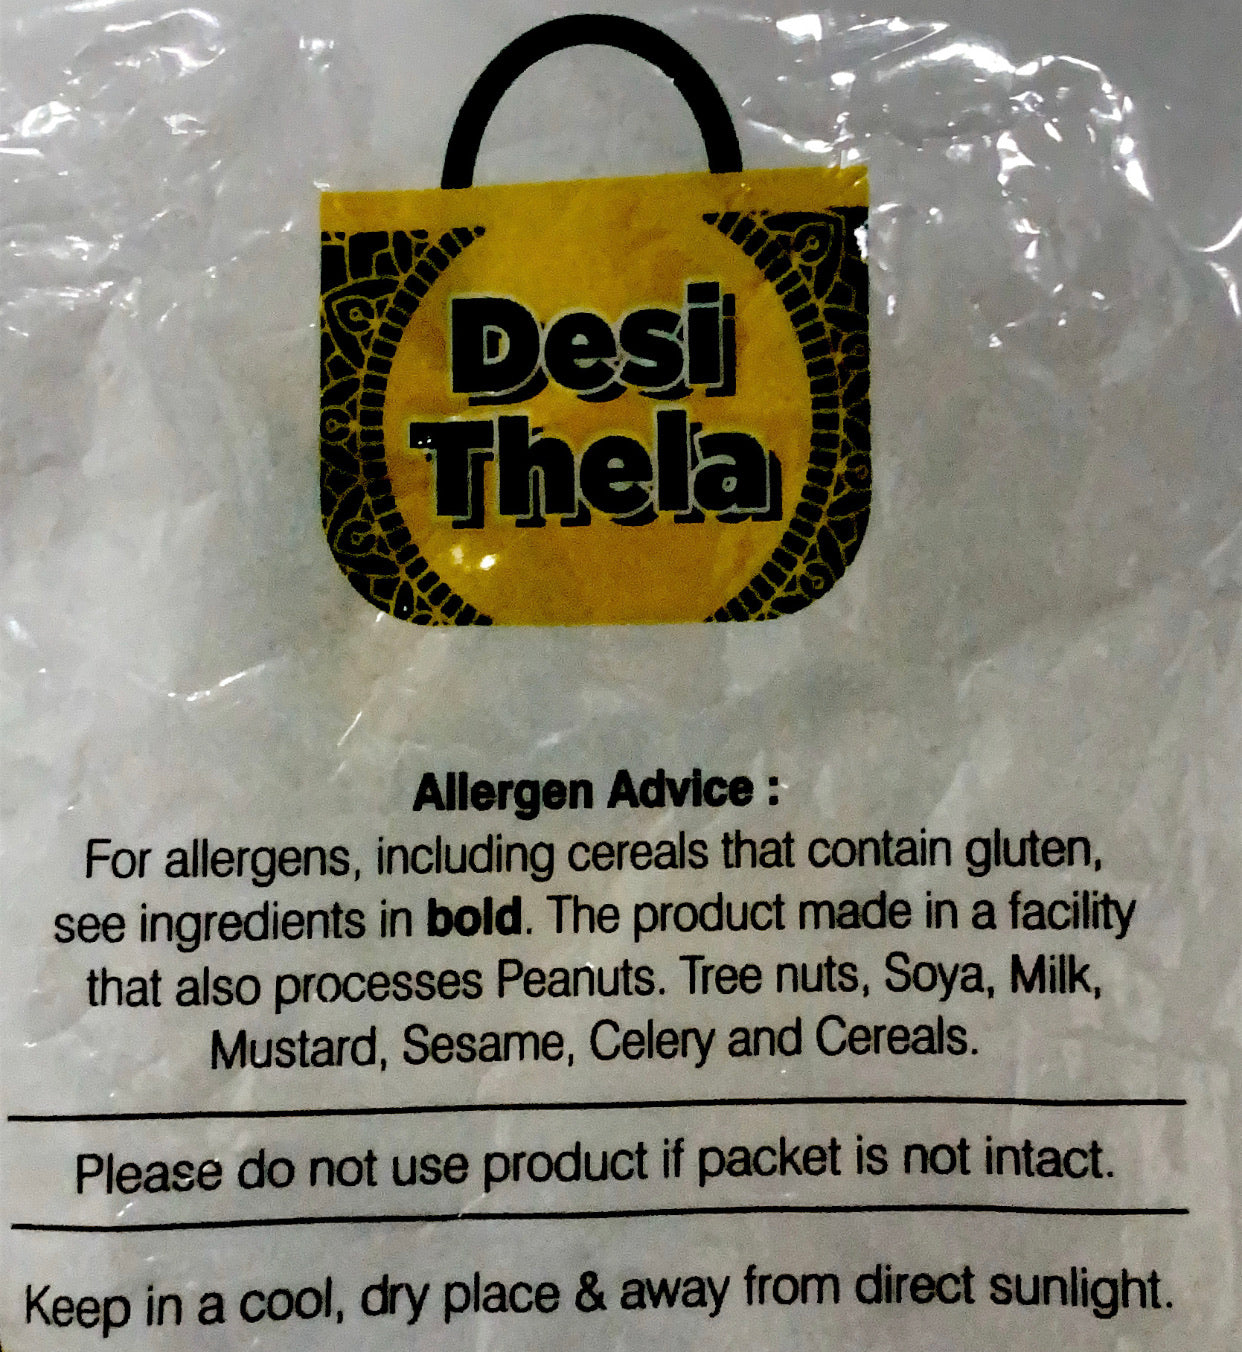 Desi
Thela
Allergen Advice :
For allergens, including cereals that contain gluten,
see ingredients in bold. The product made in a facility
that also processes Peanuts. Tree nuts, Soya, Milk,
Mustard, Sesame, Celery and Cereals.
Please do not use product if packet is not intact.
Keep in a cool, dry place & away from direct sunlight.